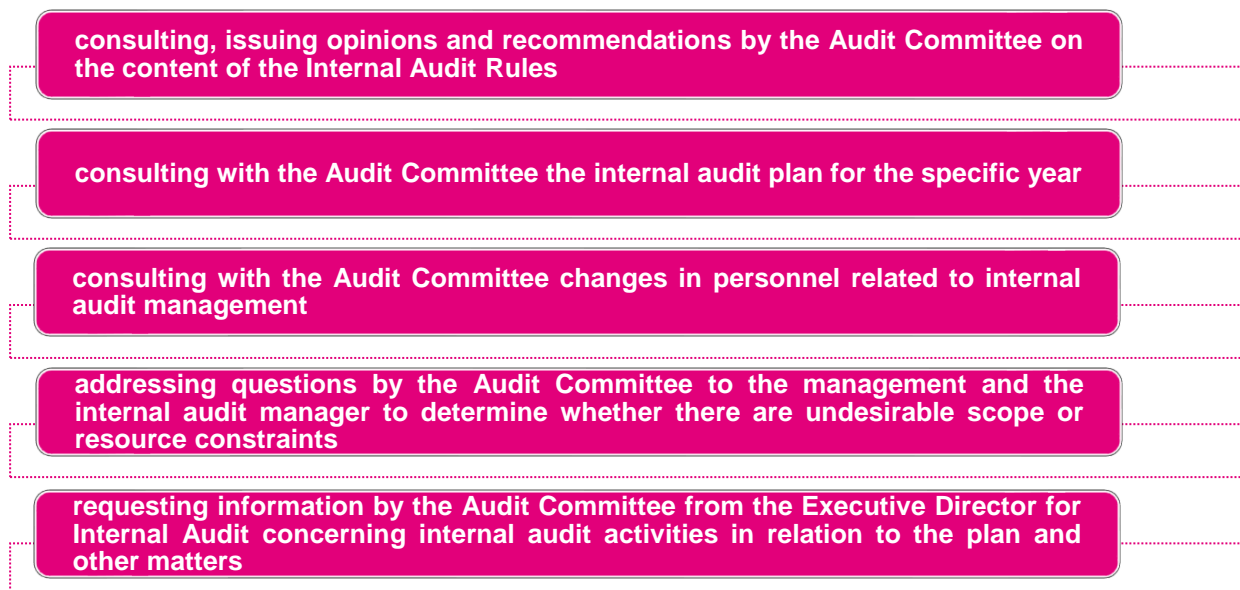 consulting, issuing opinions and recommendations by the Audit Committee on
the content of the Internal Audit Rules
consulting with the Audit Committee the internal audit plan for the specific year
consulting with the Audit Committee changes in personnel related to internal
audit management
addressing questions by the Audit Committee to the management and the
internal audit manager to determine whether there are undesirable scope or
resource constraints
requesting information by the Audit Committee from the Executive Director for
Internal Audit concerning internal audit activities in relation to the plan and
other matters